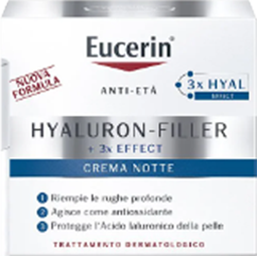 Eucerin®
NUOVA
FORMULA
ANTI-ETÀ
3x HYAL
EFFECT
HYALURON-FILLER
+ 3x EFFECT
CREMA NOTTE
1 Riempie le rughe profonde
2 Agisce come antiossidante
3 Protegge l'Acido Ialuronico della pelle
TRATTAMENTO DERMATOLOGICO